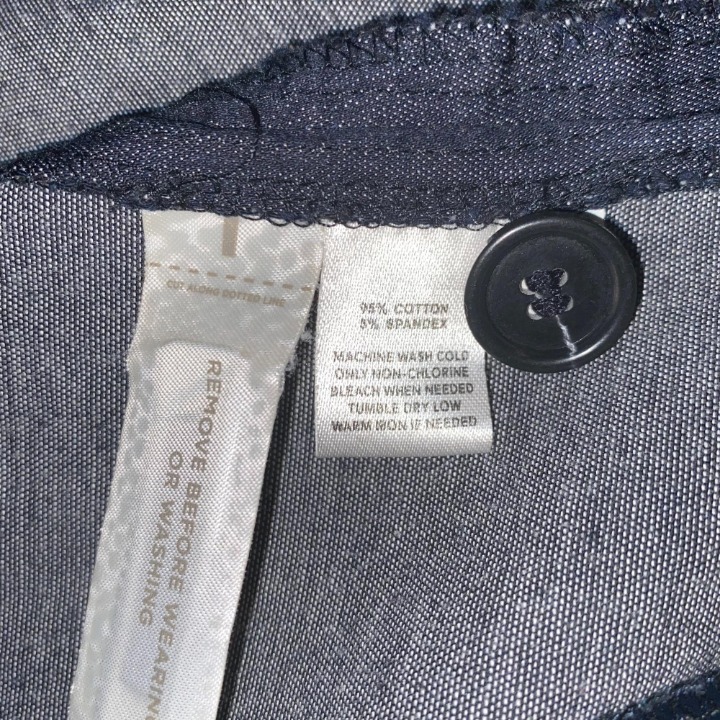 CUT ALONG DOTTED LINE
REMOVE BEFORE WEARING
OR WASHING
95% COTTON
5% SPANDEX
MACHINE WASH COLD
ONLY NON-CHLORINE
BLEACH WHEN NEEDED
TUMBLE DRY LOW
WARM IRON IF NEEDED